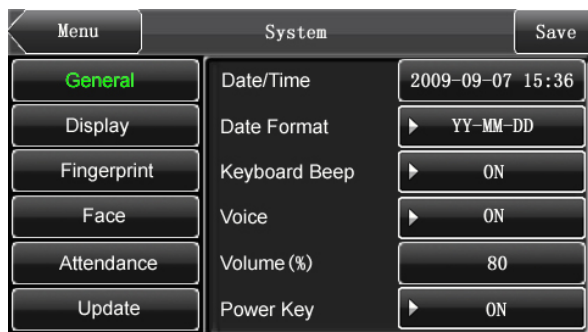 Menu System Save
General Date/Time 2009-09-07 15:36
Display Date Format YY-MM-DD
Fingerprint Keyboard Beep ON
Face Voice ON
Attendance Volume(%) 80
Update Power Key ON